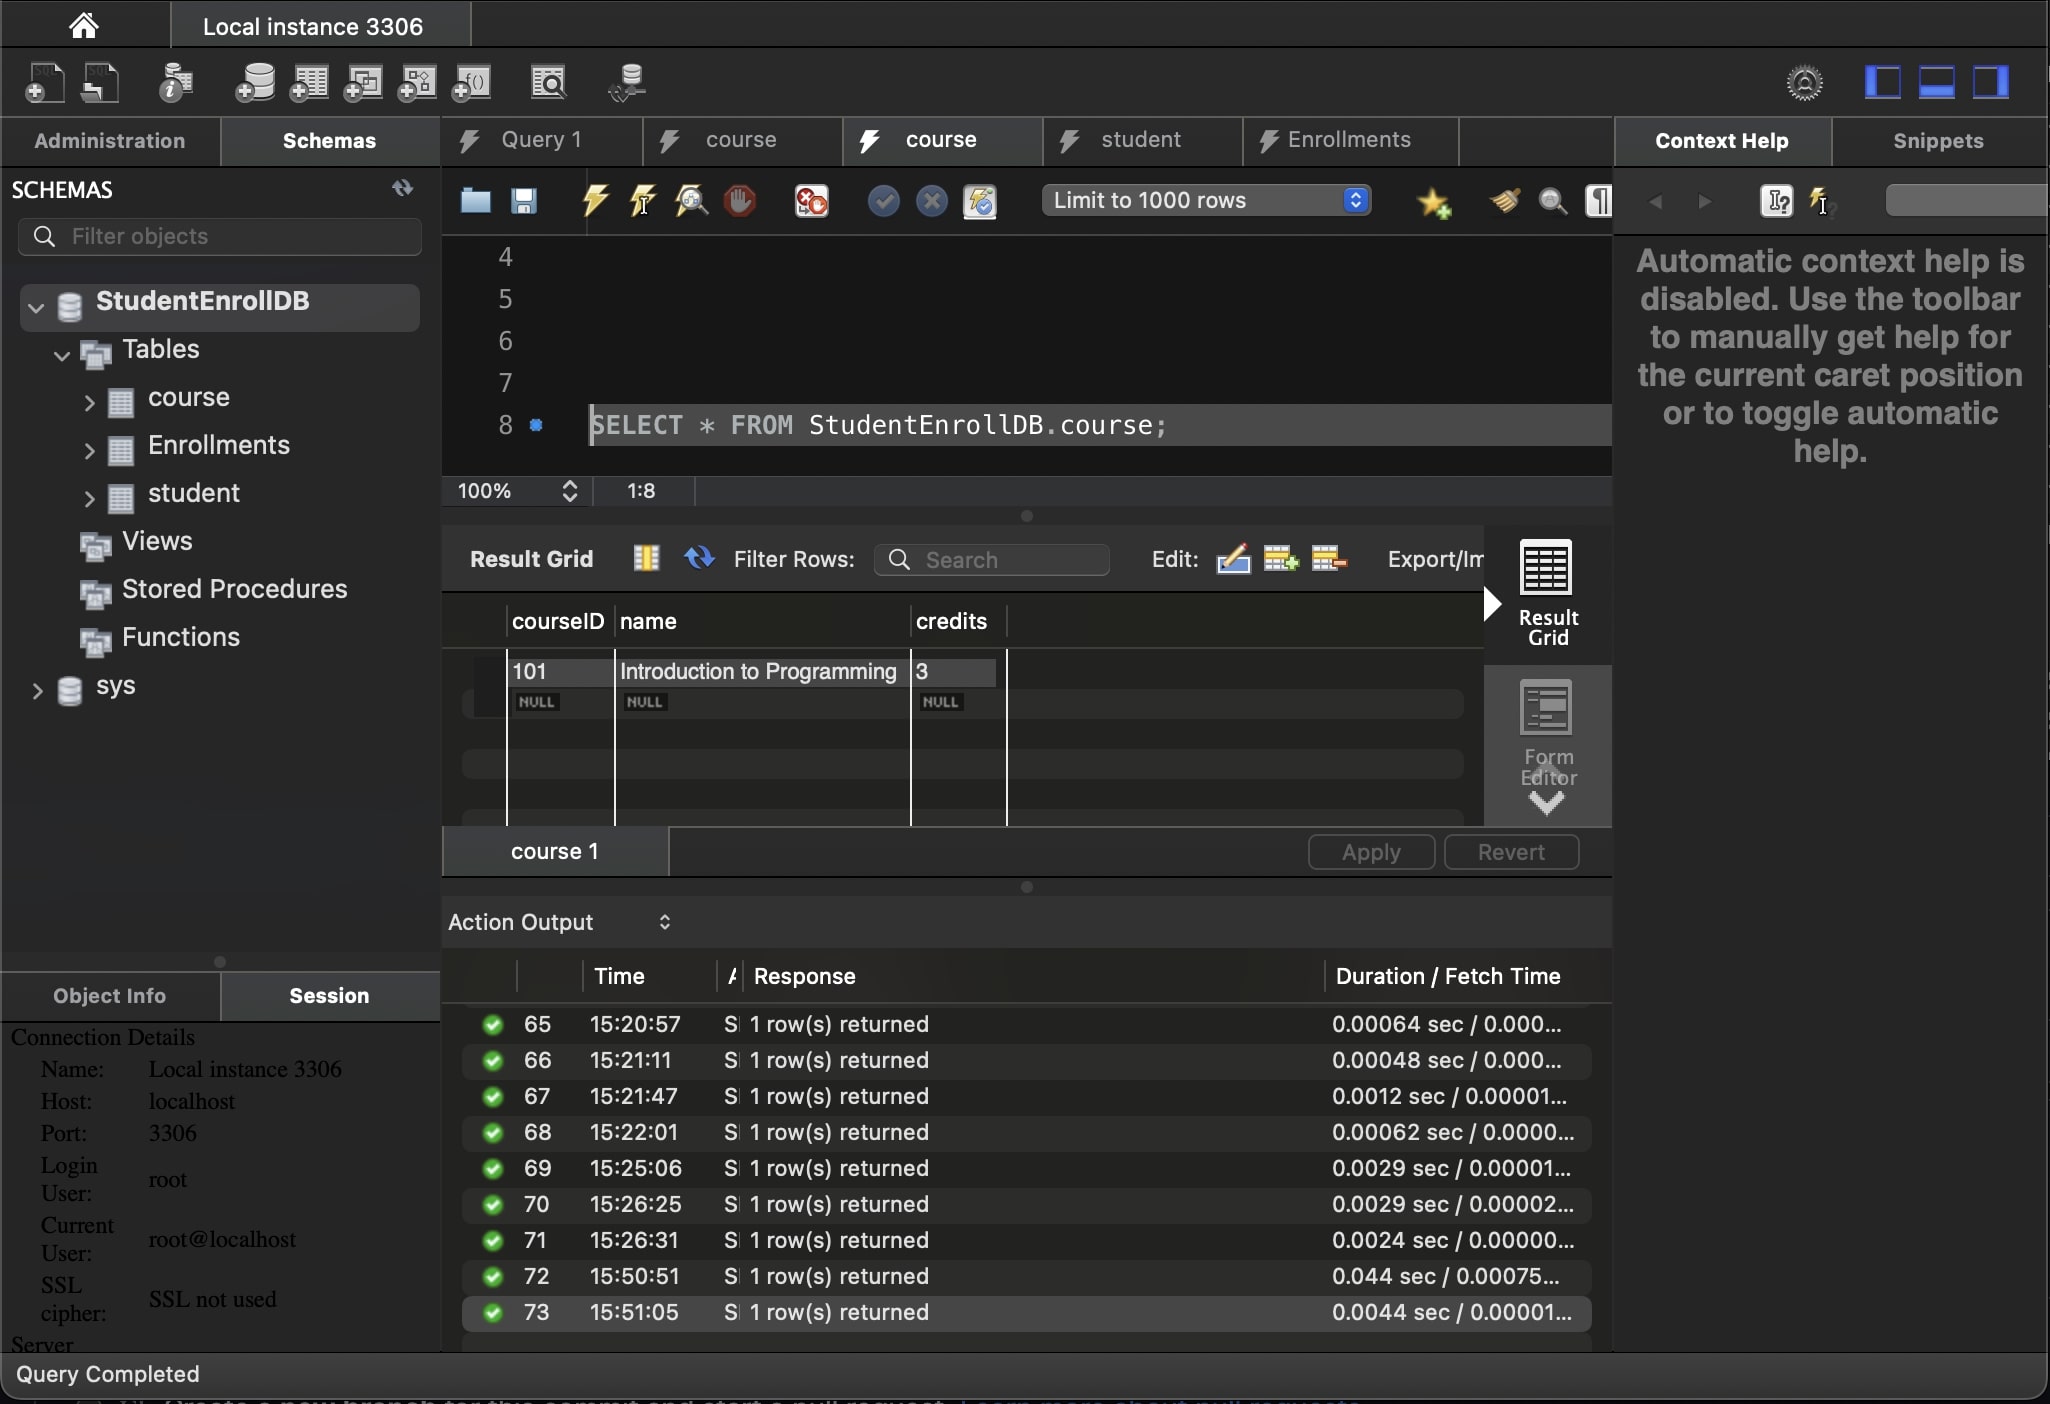 Local instance 3306
Administration
Schemas
Query 1
course
course
student
Enrollments
Context Help
Snippets
SCHEMAS
Filter objects
Limit to 1000 rows
StudentEnrollDB
Tables
course
Enrollments
student
Views
Stored Procedures
Functions
sys
4
5
6
7
8 SELECT * FROM StudentEnrollDB.course;
100%
1:8
Automatic context help is
disabled. Use the toolbar
to manually get help for
the current caret position
or to toggle automatic
help.
Result Grid
Filter Rows:
Search
Edit:
Export/Im
courseID name credits
101 Introduction to Programming 3
NULL NULL NULL
Result
Grid
Form
Editor
course 1
Apply
Revert
Action Output
Time A Response Duration / Fetch Time
65 15:20:57 S 1 row(s) returned 0.00064 sec / 0.000...
66 15:21:11 S 1 row(s) returned 0.00048 sec / 0.000...
67 15:21:47 S 1 row(s) returned 0.0012 sec / 0.00001...
68 15:22:01 S 1 row(s) returned 0.00062 sec / 0.0000...
69 15:25:06 S 1 row(s) returned 0.0029 sec / 0.00001...
70 15:26:25 S 1 row(s) returned 0.0029 sec / 0.00002...
71 15:26:31 S 1 row(s) returned 0.0024 sec / 0.00000...
72 15:50:51 S 1 row(s) returned 0.044 sec / 0.00075...
73 15:51:05 S 1 row(s) returned 0.0044 sec / 0.00001...
Object Info
Session
Connection Details
Name: Local instance 3306
Host: localhost
Port: 3306
Login
User: root
Current
User: root@localhost
SSL
cipher: SSL not used
Server
Query Completed